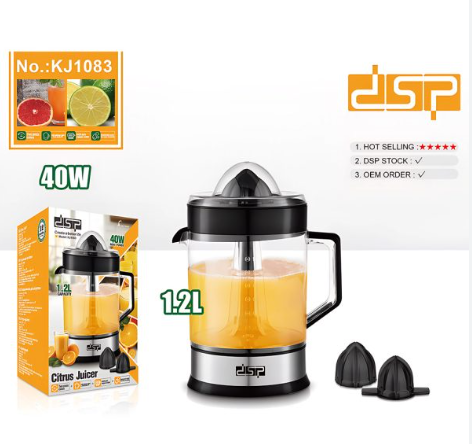 No.:KJ1083
dsp
1. HOT SELLING : ★★★★★
2. DSP STOCK : ✓
3. OEM ORDER : ✓
40W
dsp
40W
1.2L
CAPACITY
Citrus Juicer
1.2L
dsp